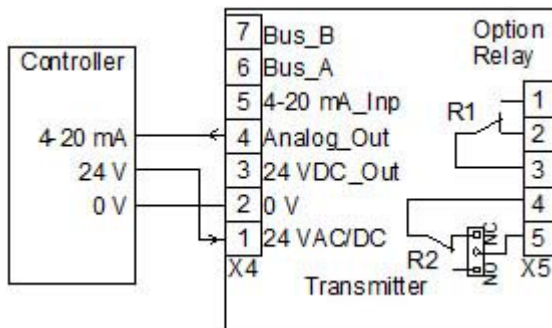 Controller
4-20 mA
24 V
0 V
7 Bus_B
6 Bus_A
5 4-20 mA_Inp
4 Analog_Out
3 24 VDC_Out
2 0 V
1 24 VAC/DC
X4
Transmitter
Option
Relay
R1
1
2
3
4
5
R2
NC
NO
X5